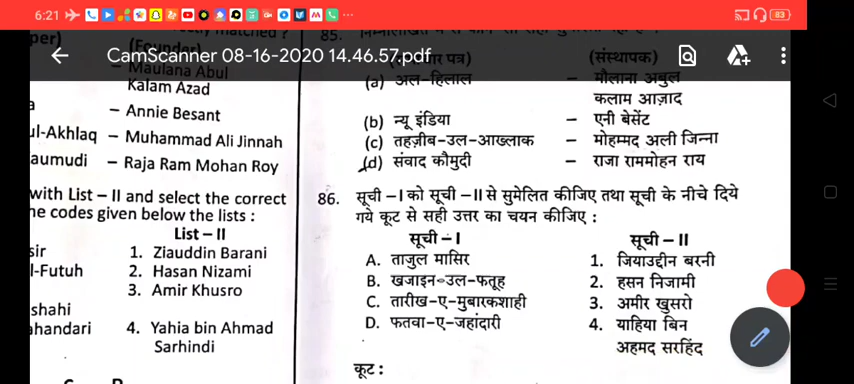 6:21
83
CamScanner 08-16-2020 14.46.57.pdf
Maulana Abul
Kalam Azad
– Annie Besant
ul-Akhlaq – Muhammad Ali Jinnah
aumudi – Raja Ram Mohan Roy
with List – II and select the correct
he codes given below the lists :
List – II
sir 1. Ziauddin Barani
l-Futuh 2. Hasan Nizami
3. Amir Khusro
shahi
ahandari 4. Yahia bin Ahmad
Sarhindi
85.
(संस्थापक)
(a) अल-हिलाल – मौलाना अबुल
कलाम आज़ाद
(b) न्यू इंडिया – एनी बेसेंट
(c) तहज़ीब-उल-आख्लाक – मोहम्मद अली जिन्ना
(d) संवाद कौमुदी – राजा राममोहन राय
86. सूची –I को सूची –II से सुमेलित कीजिए तथा सूची के नीचे दिये
गये कूट से सही उत्तर का चयन कीजिए :
सूची –I सूची –II
A. ताजुल मासिर 1. जियाउद्दीन बरनी
B. खजाइन-उल-फतूह 2. हसन निजामी
C. तारीख-ए-मुबारकशाही 3. अमीर खुसरो
D. फतवा-ए-जहांदारी 4. याहिया बिन
अहमद सरहिंद
कूट :